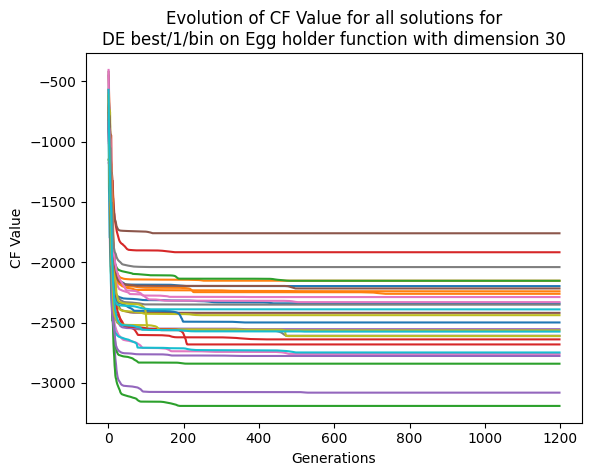 Evolution of CF Value for all solutions for
DE best/1/bin on Egg holder function with dimension 30
−500
−1000
−1500
−2000
−2500
−3000
CF Value
0 200 400 600 800 1000 1200
Generations